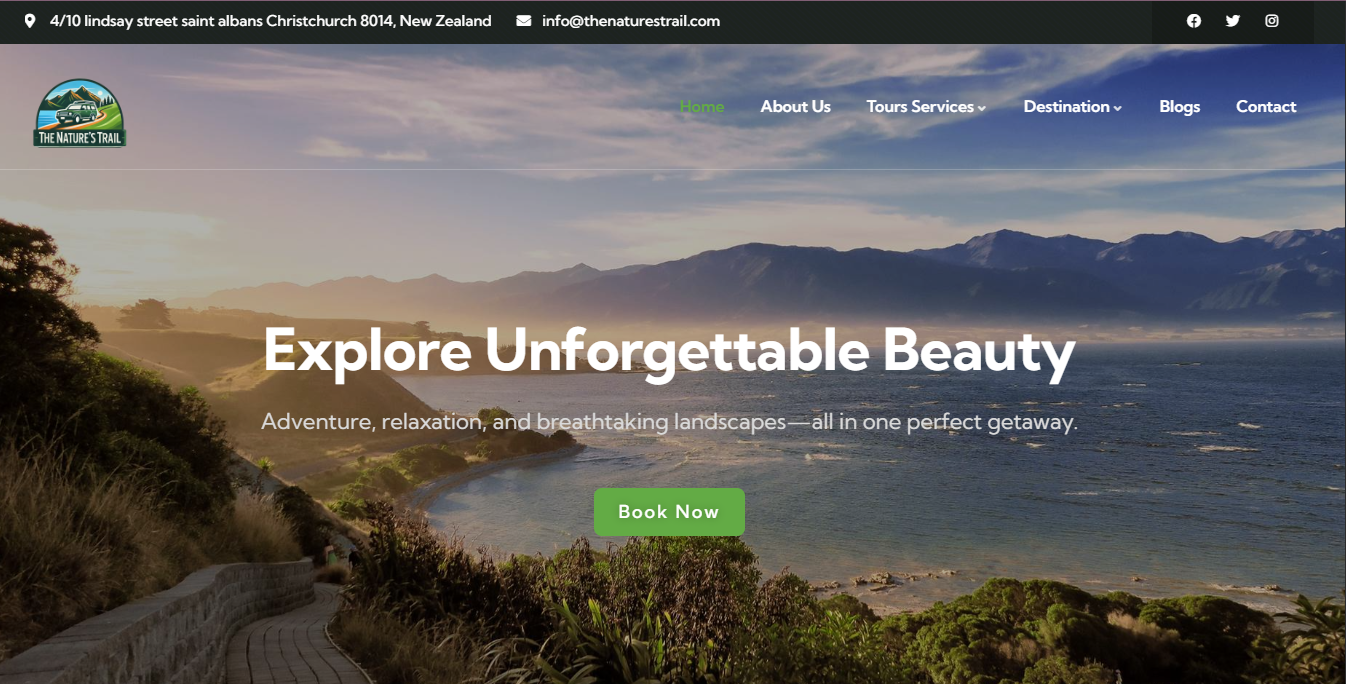 4/10 lindsay street saint albans Christchurch 8014, New Zealand info@thenaturestrail.com
THE NATURE'S TRAIL
Home About Us Tours Services Destination Blogs Contact
Explore Unforgettable Beauty
Adventure, relaxation, and breathtaking landscapes—all in one perfect getaway.
Book Now